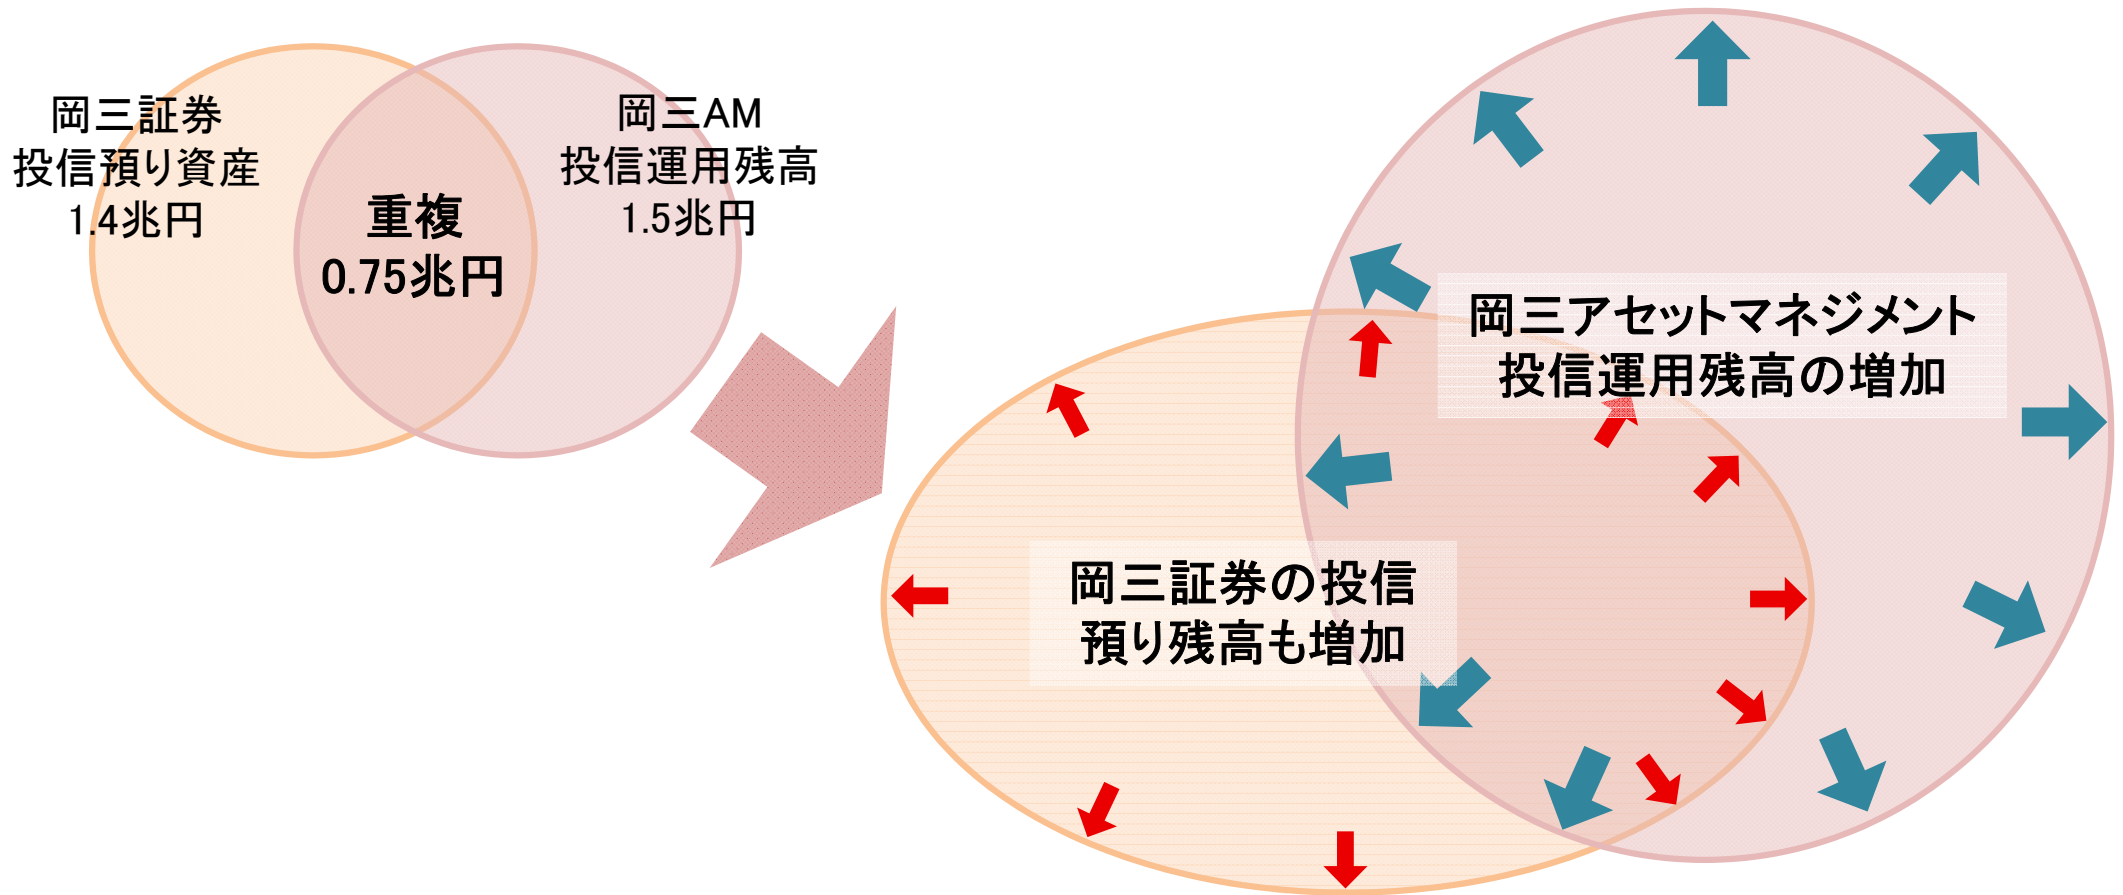 岡三証券
投信預り資産
1.4兆円
重複
0.75兆円
岡三AM
投信運用残高
1.5兆円
岡三アセットマネジメント
投信運用残高の増加
岡三証券の投信
預り残高も増加